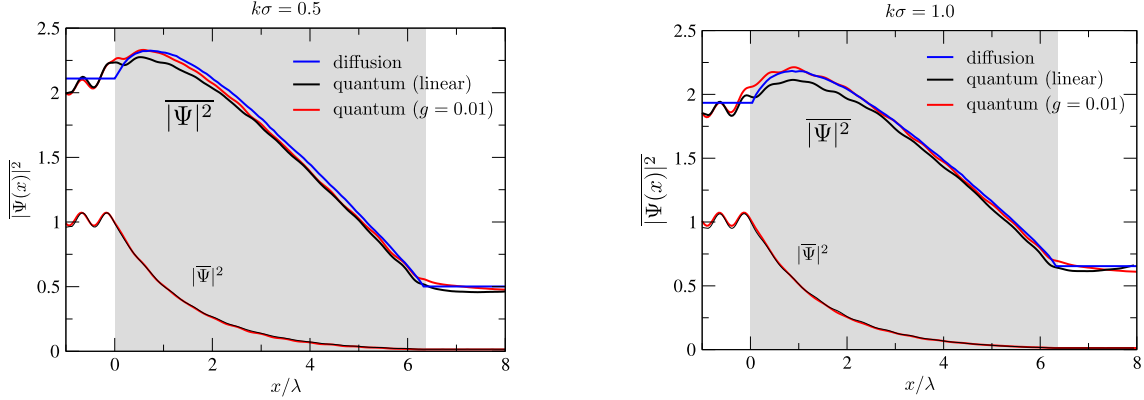 kσ = 0.5
2.5
2
1.5
1
0.5
0
|Ψ(x)|²
diffusion
quantum (linear)
quantum (g = 0.01)
|Ψ|²
|Ψ|²
0 2 4 6 8
x/λ
kσ = 1.0
2.5
2
1.5
1
0.5
0
|Ψ(x)|²
diffusion
quantum (linear)
quantum (g = 0.01)
|Ψ|²
|Ψ|²
0 2 4 6 8
x/λ